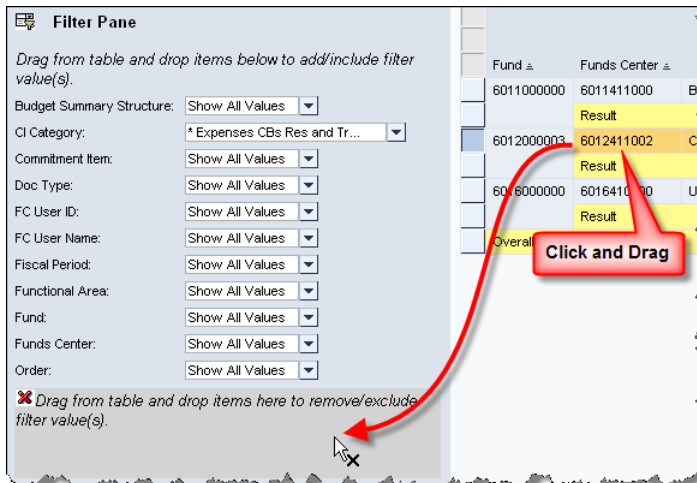 Filter Pane
Drag from table and drop items below to add/include filter
value(s).
Budget Summary Structure: Show All Values
CI Category: * Expenses CBs Res and Tr...
Commitment Item: Show All Values
Doc Type: Show All Values
FC User ID: Show All Values
FC User Name: Show All Values
Fiscal Period: Show All Values
Functional Area: Show All Values
Fund: Show All Values
Funds Center: Show All Values
Order: Show All Values
Drag from table and drop items here to remove/exclude
filter value(s).
Fund Funds Center
6011000000 6011411000 B
Result
6012000003 6012411002 C
Result
6016000000 U
Result
Click and Drag